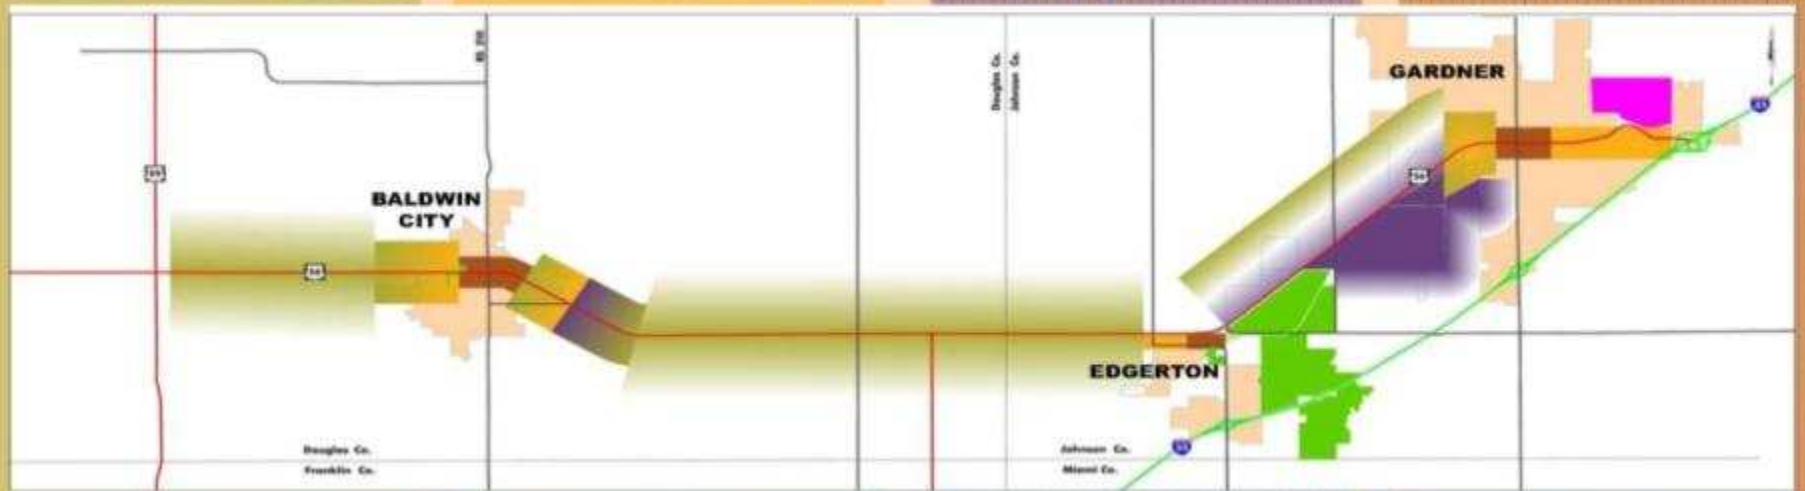 GARDNER
Douglas Co.
Johnson Co.
59
56
35
BALDWIN
CITY
56
EDGERTON
Douglas Co.
Franklin Co.
Johnson Co.
Miami Co.
35